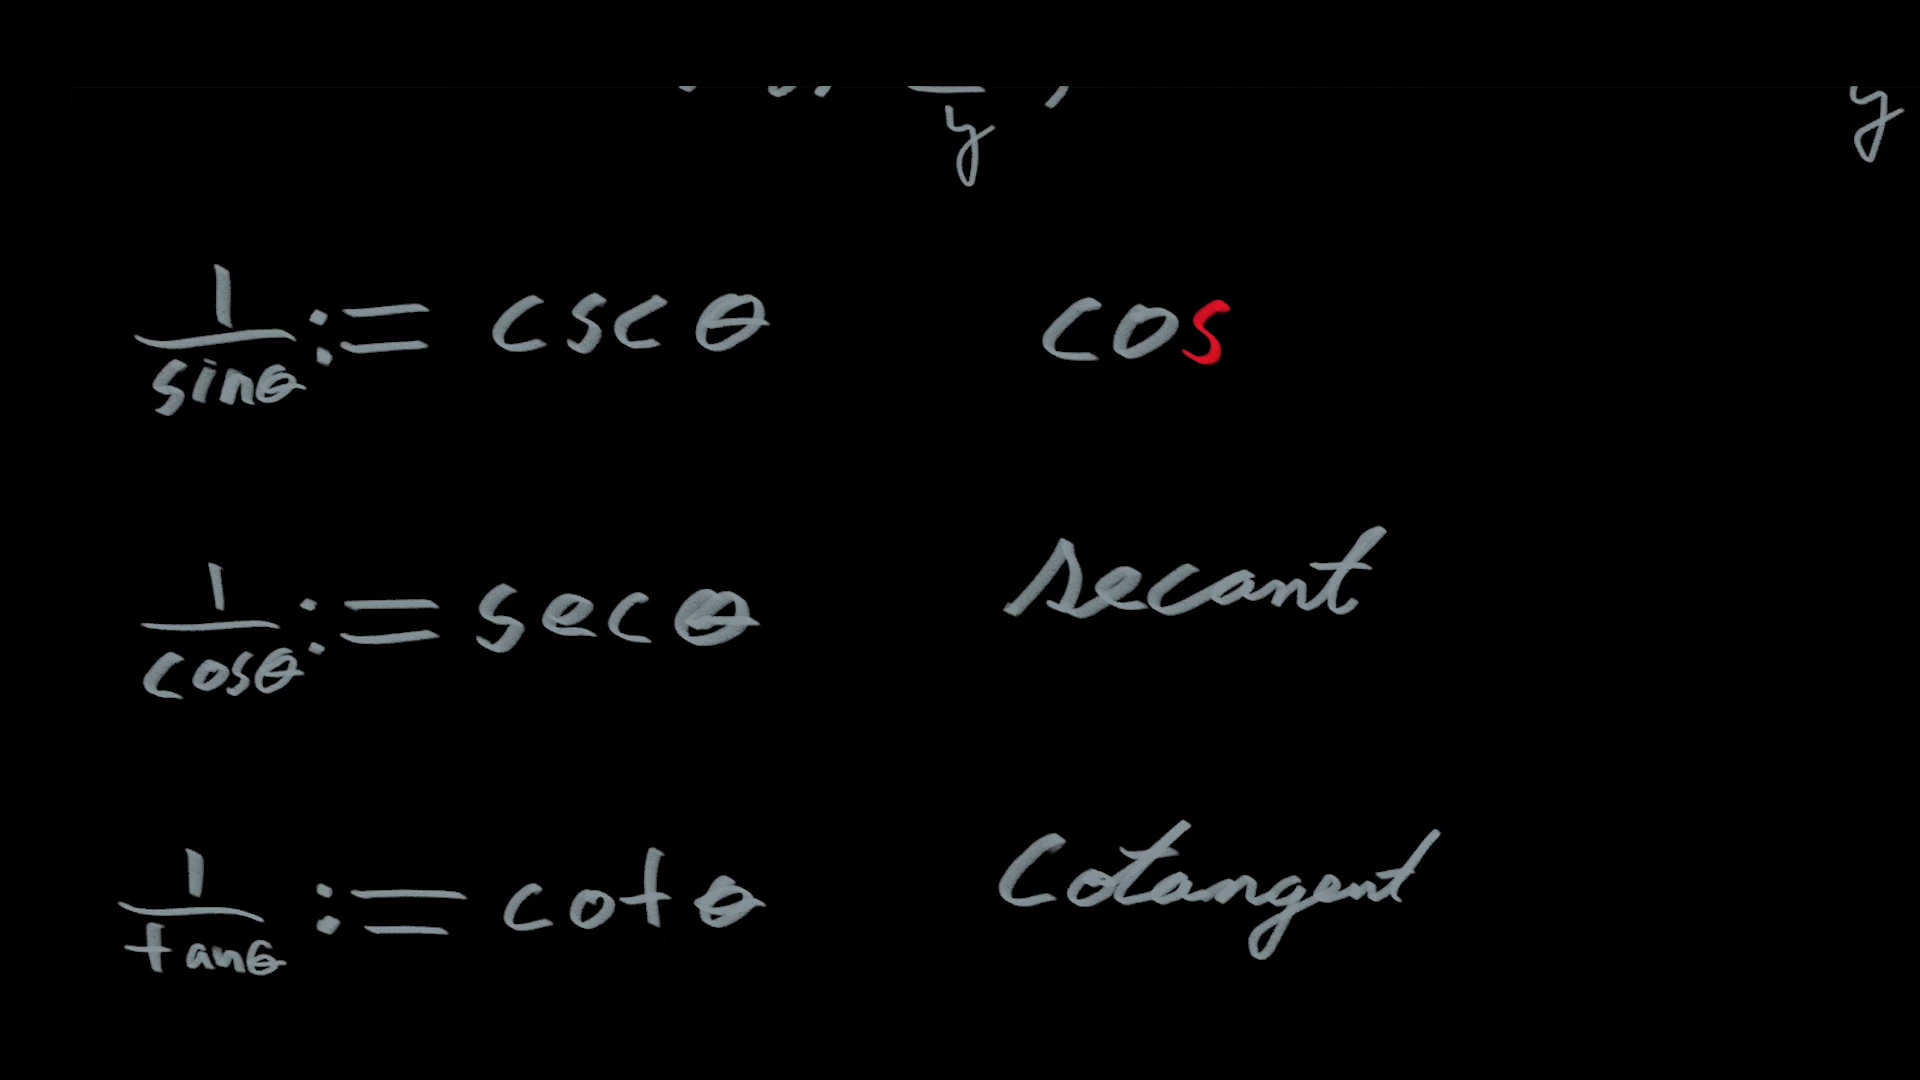 y y
1/sinθ := cscθ cos
1/cosθ := secθ secant
1/tanθ := cotθ cotangent